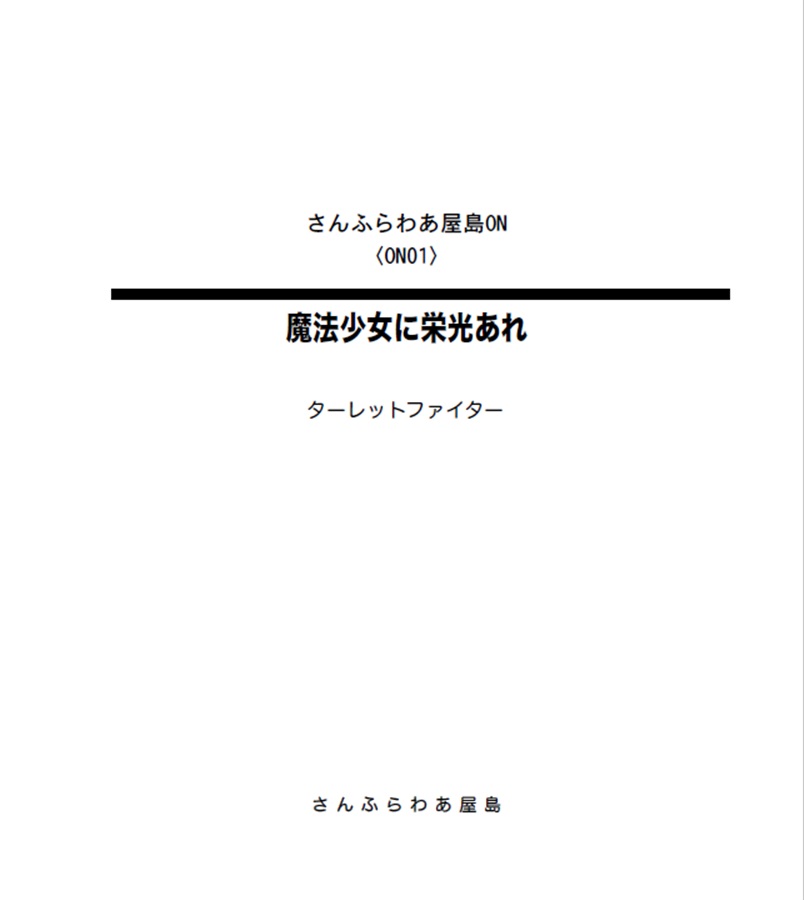 さんふらわあ屋島ON
〈ON01〉
魔法少女に栄光あれ
ターレットファイター
さんふらわあ屋島